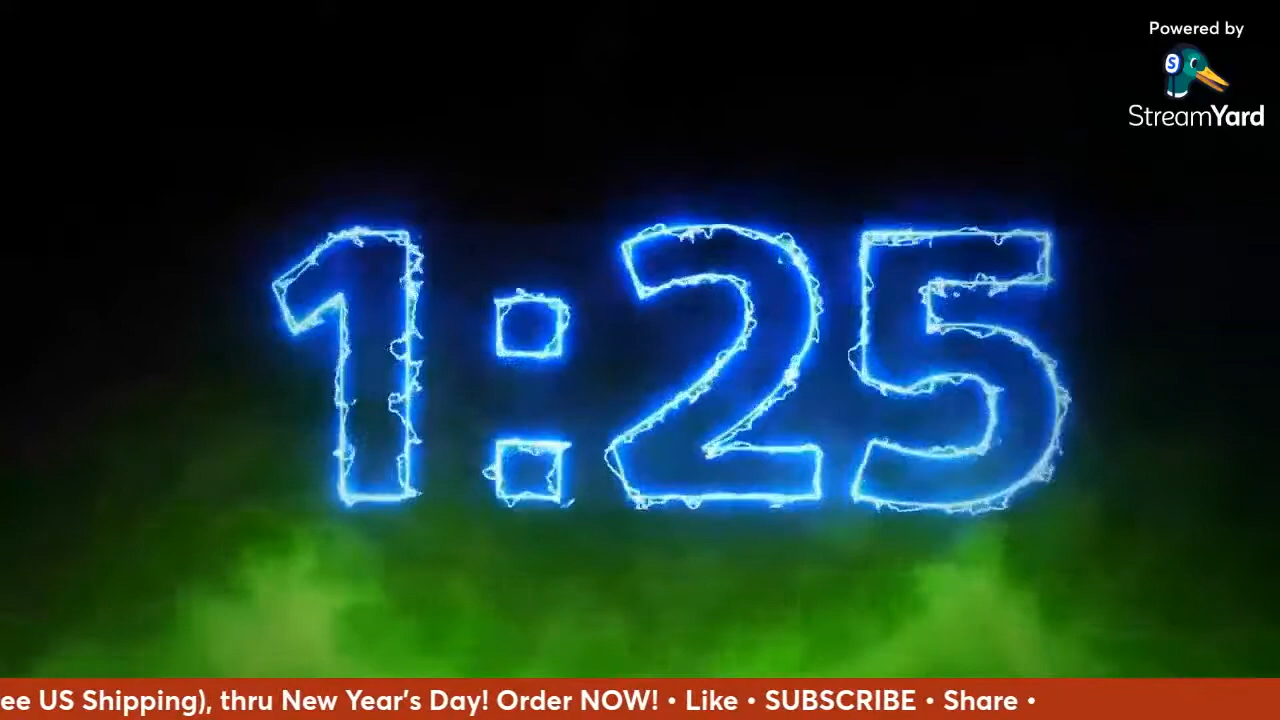 Powered by
S
StreamYard
1:25
ee US Shipping), thru New Year's Day! Order NOW! • Like • SUBSCRIBE • Share •